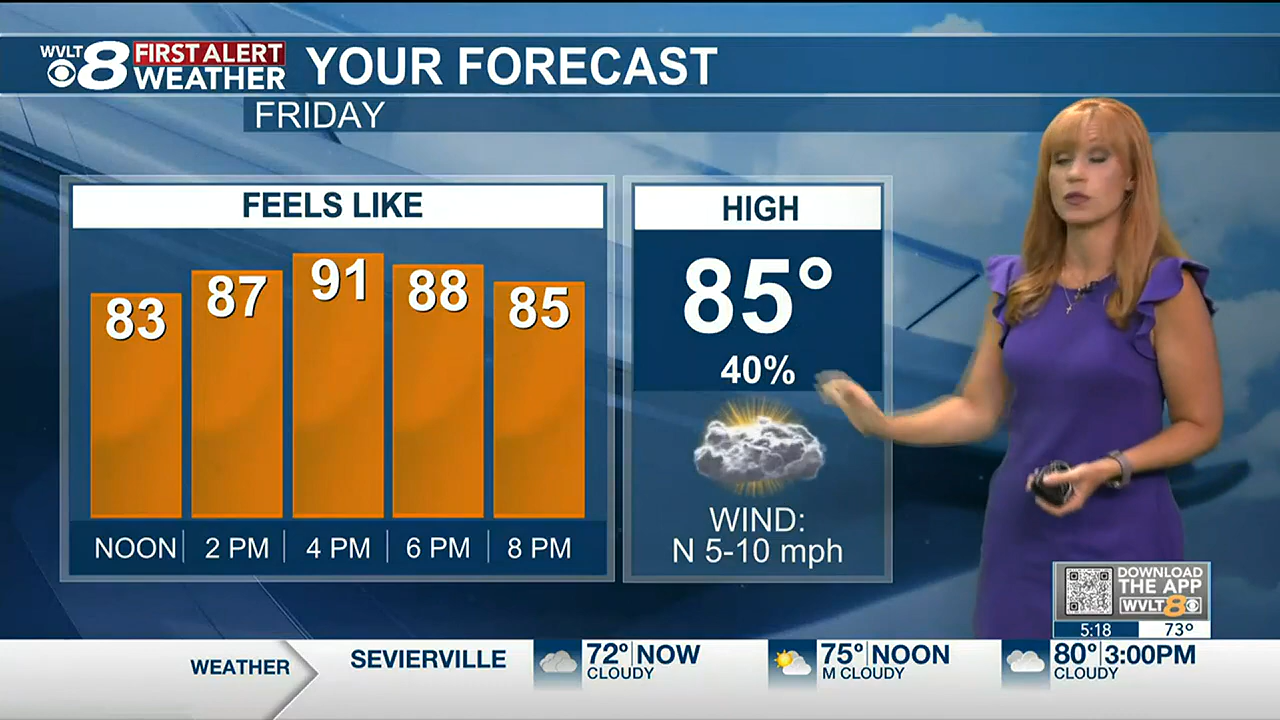 WVLT 8
FIRST ALERT
WEATHER
YOUR FORECAST
FRIDAY
FEELS LIKE
83 87 91 88 85
NOON 2 PM 4 PM 6 PM 8 PM
HIGH
85°
40%
WIND:
N 5-10 mph
DOWNLOAD
THE APP
WVLT 8
5:18 73°
WEATHER
SEVIERVILLE
72° NOW
CLOUDY
75° NOON
M CLOUDY
80° 3:00PM
CLOUDY